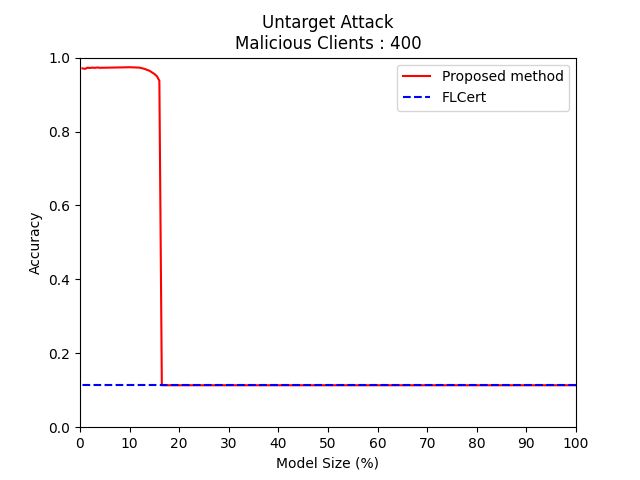 Untarget Attack
Malicious Clients : 400
Proposed method
FLCert
Accuracy
1.0
0.8
0.6
0.4
0.2
0.0
0 10 20 30 40 50 60 70 80 90 100
Model Size (%)